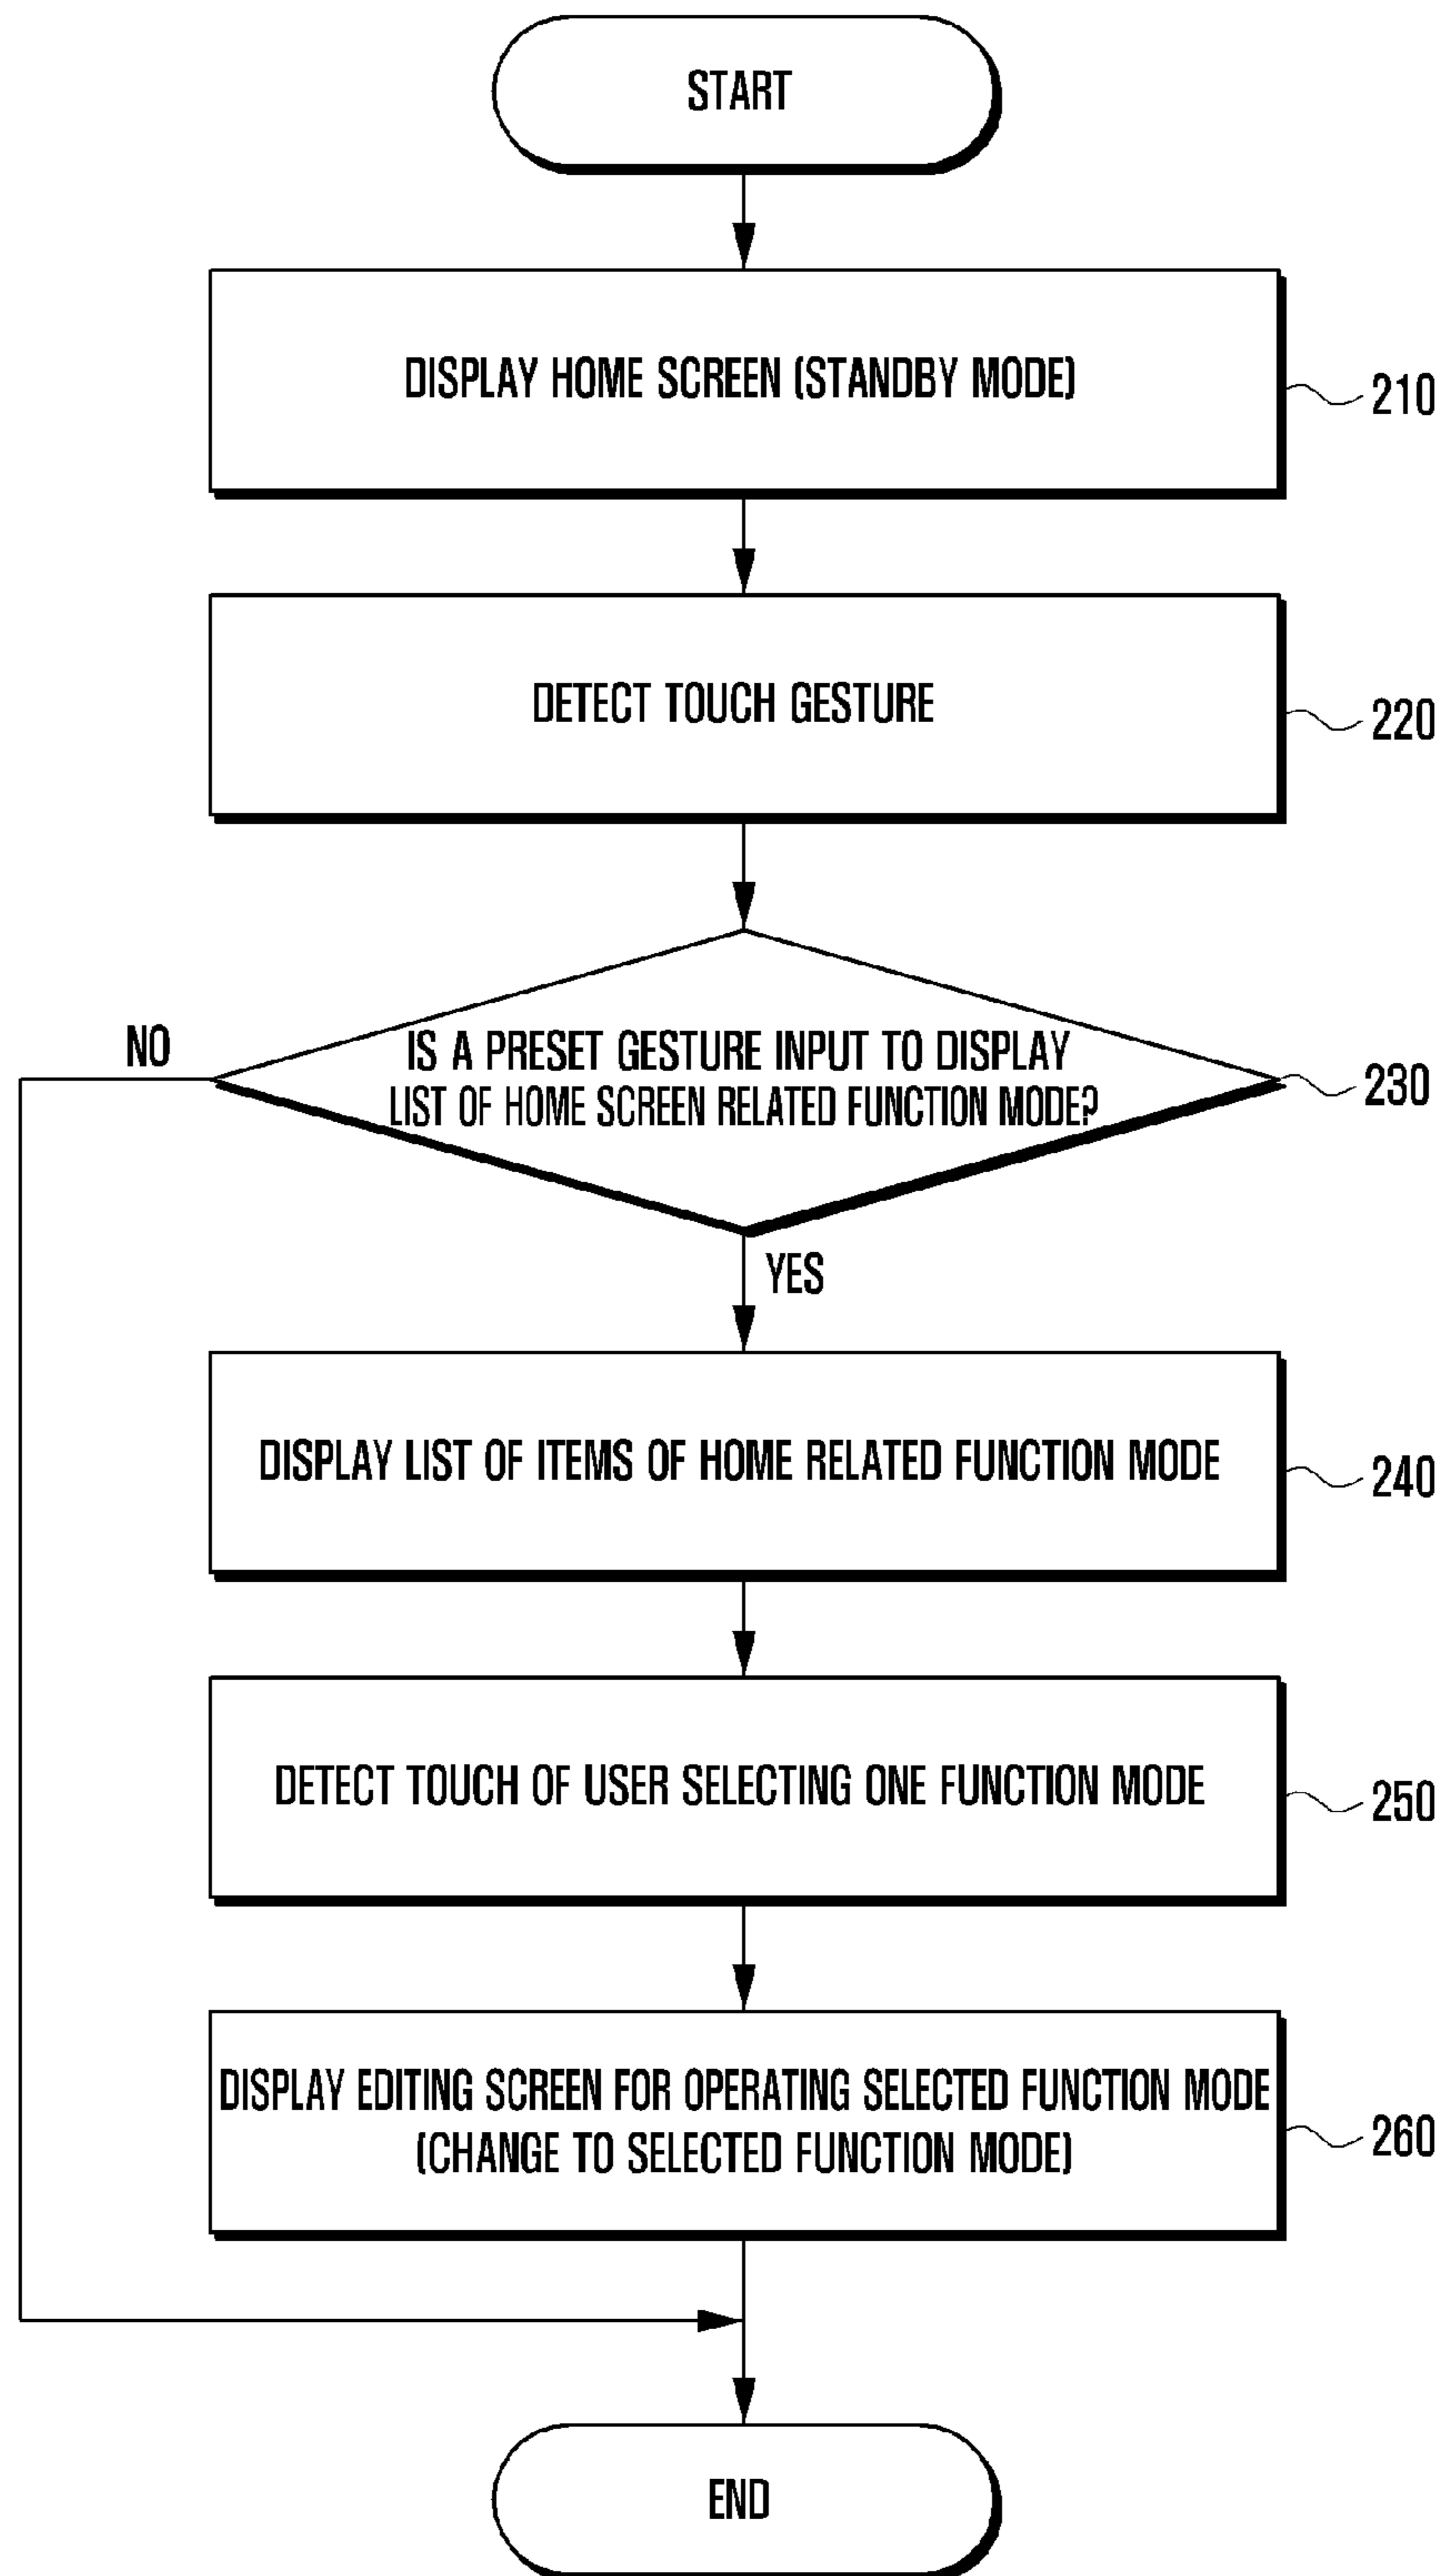 START
DISPLAY HOME SCREEN (STANDBY MODE)
210
DETECT TOUCH GESTURE
220
NO
IS A PRESET GESTURE INPUT TO DISPLAY
LIST OF HOME SCREEN RELATED FUNCTION MODE?
230
YES
DISPLAY LIST OF ITEMS OF HOME RELATED FUNCTION MODE
240
DETECT TOUCH OF USER SELECTING ONE FUNCTION MODE
250
DISPLAY EDITING SCREEN FOR OPERATING SELECTED FUNCTION MODE
(CHANGE TO SELECTED FUNCTION MODE)
260
END